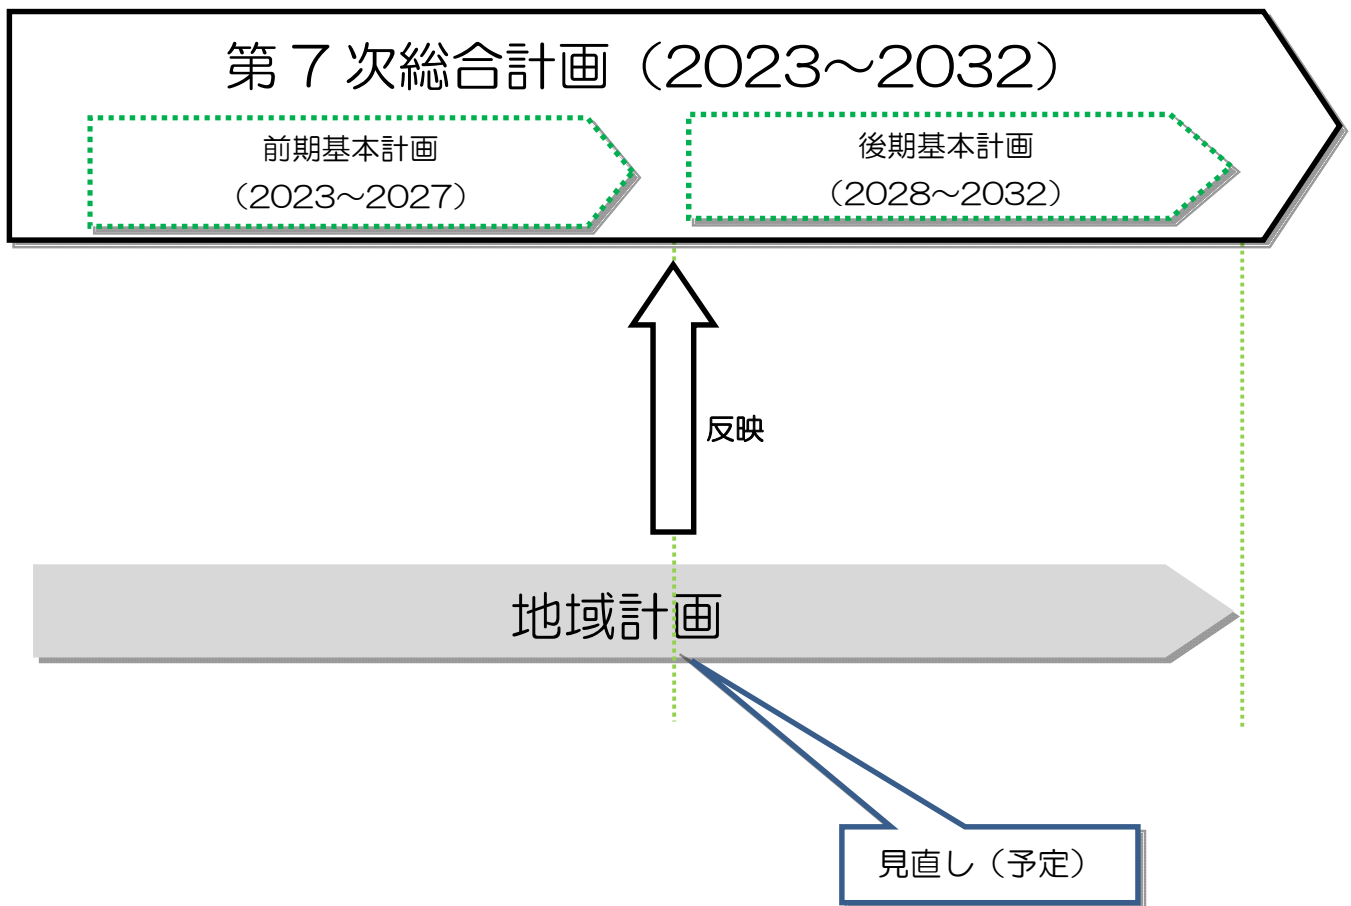 第７次総合計画（2023～2032）
前期基本計画
（2023～2027）
後期基本計画
（2028～2032）
反映
地域計画
見直し（予定）